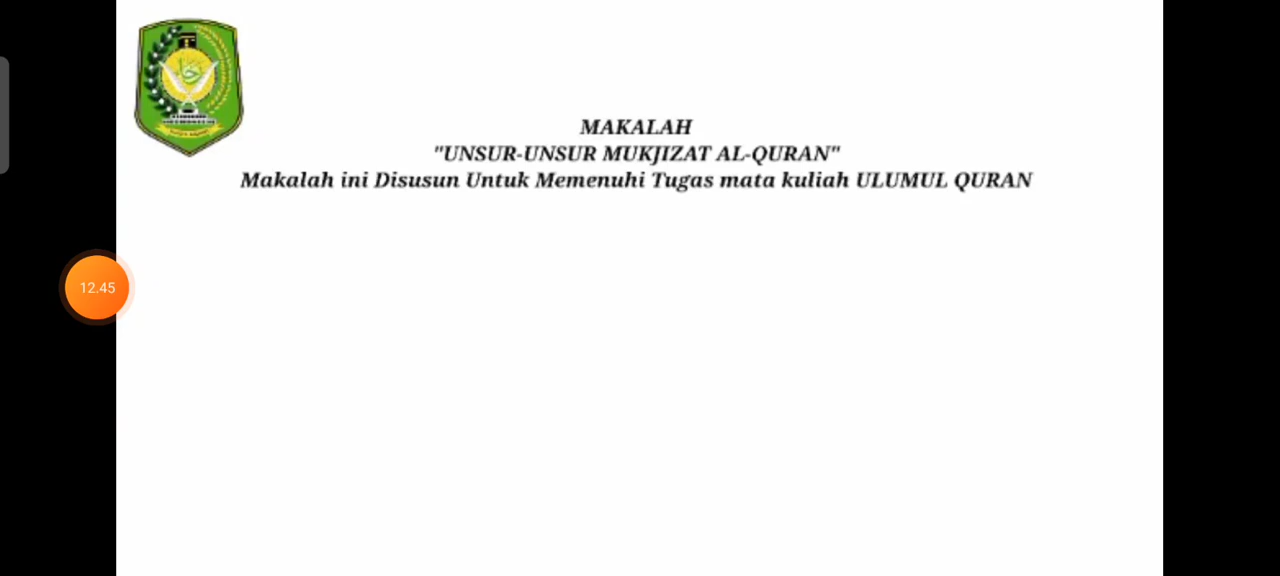 MAKALAH
"UNSUR-UNSUR MUKJIZAT AL-QURAN"
Makalah ini Disusun Untuk Memenuhi Tugas mata kuliah ULUMUL QURAN
12.45